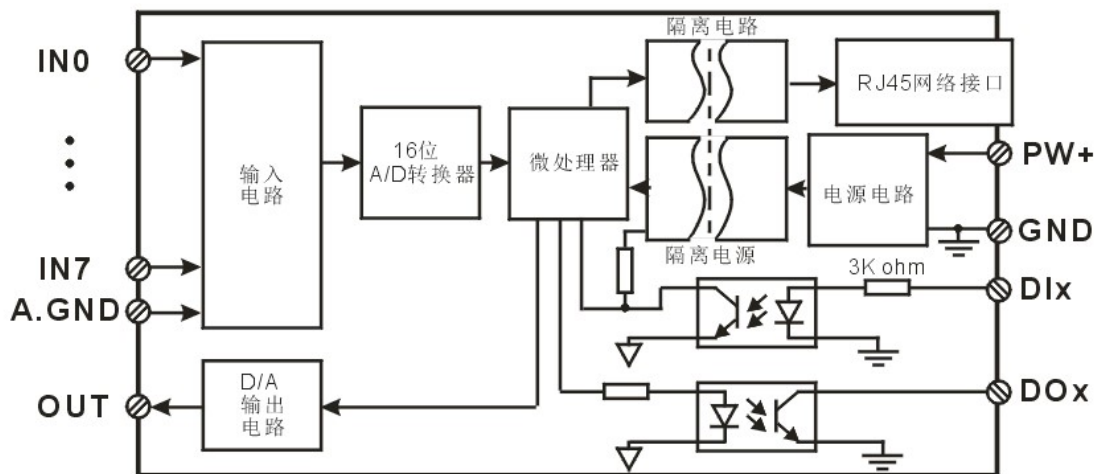 隔离电路
IN0
RJ45网络接口
16位
A/D转换器
微处理器
输入
电路
电源电路
PW+
GND
隔离电源
IN7
3K ohm
DIx
A.GND
D/A
输出
电路
OUT
DOx